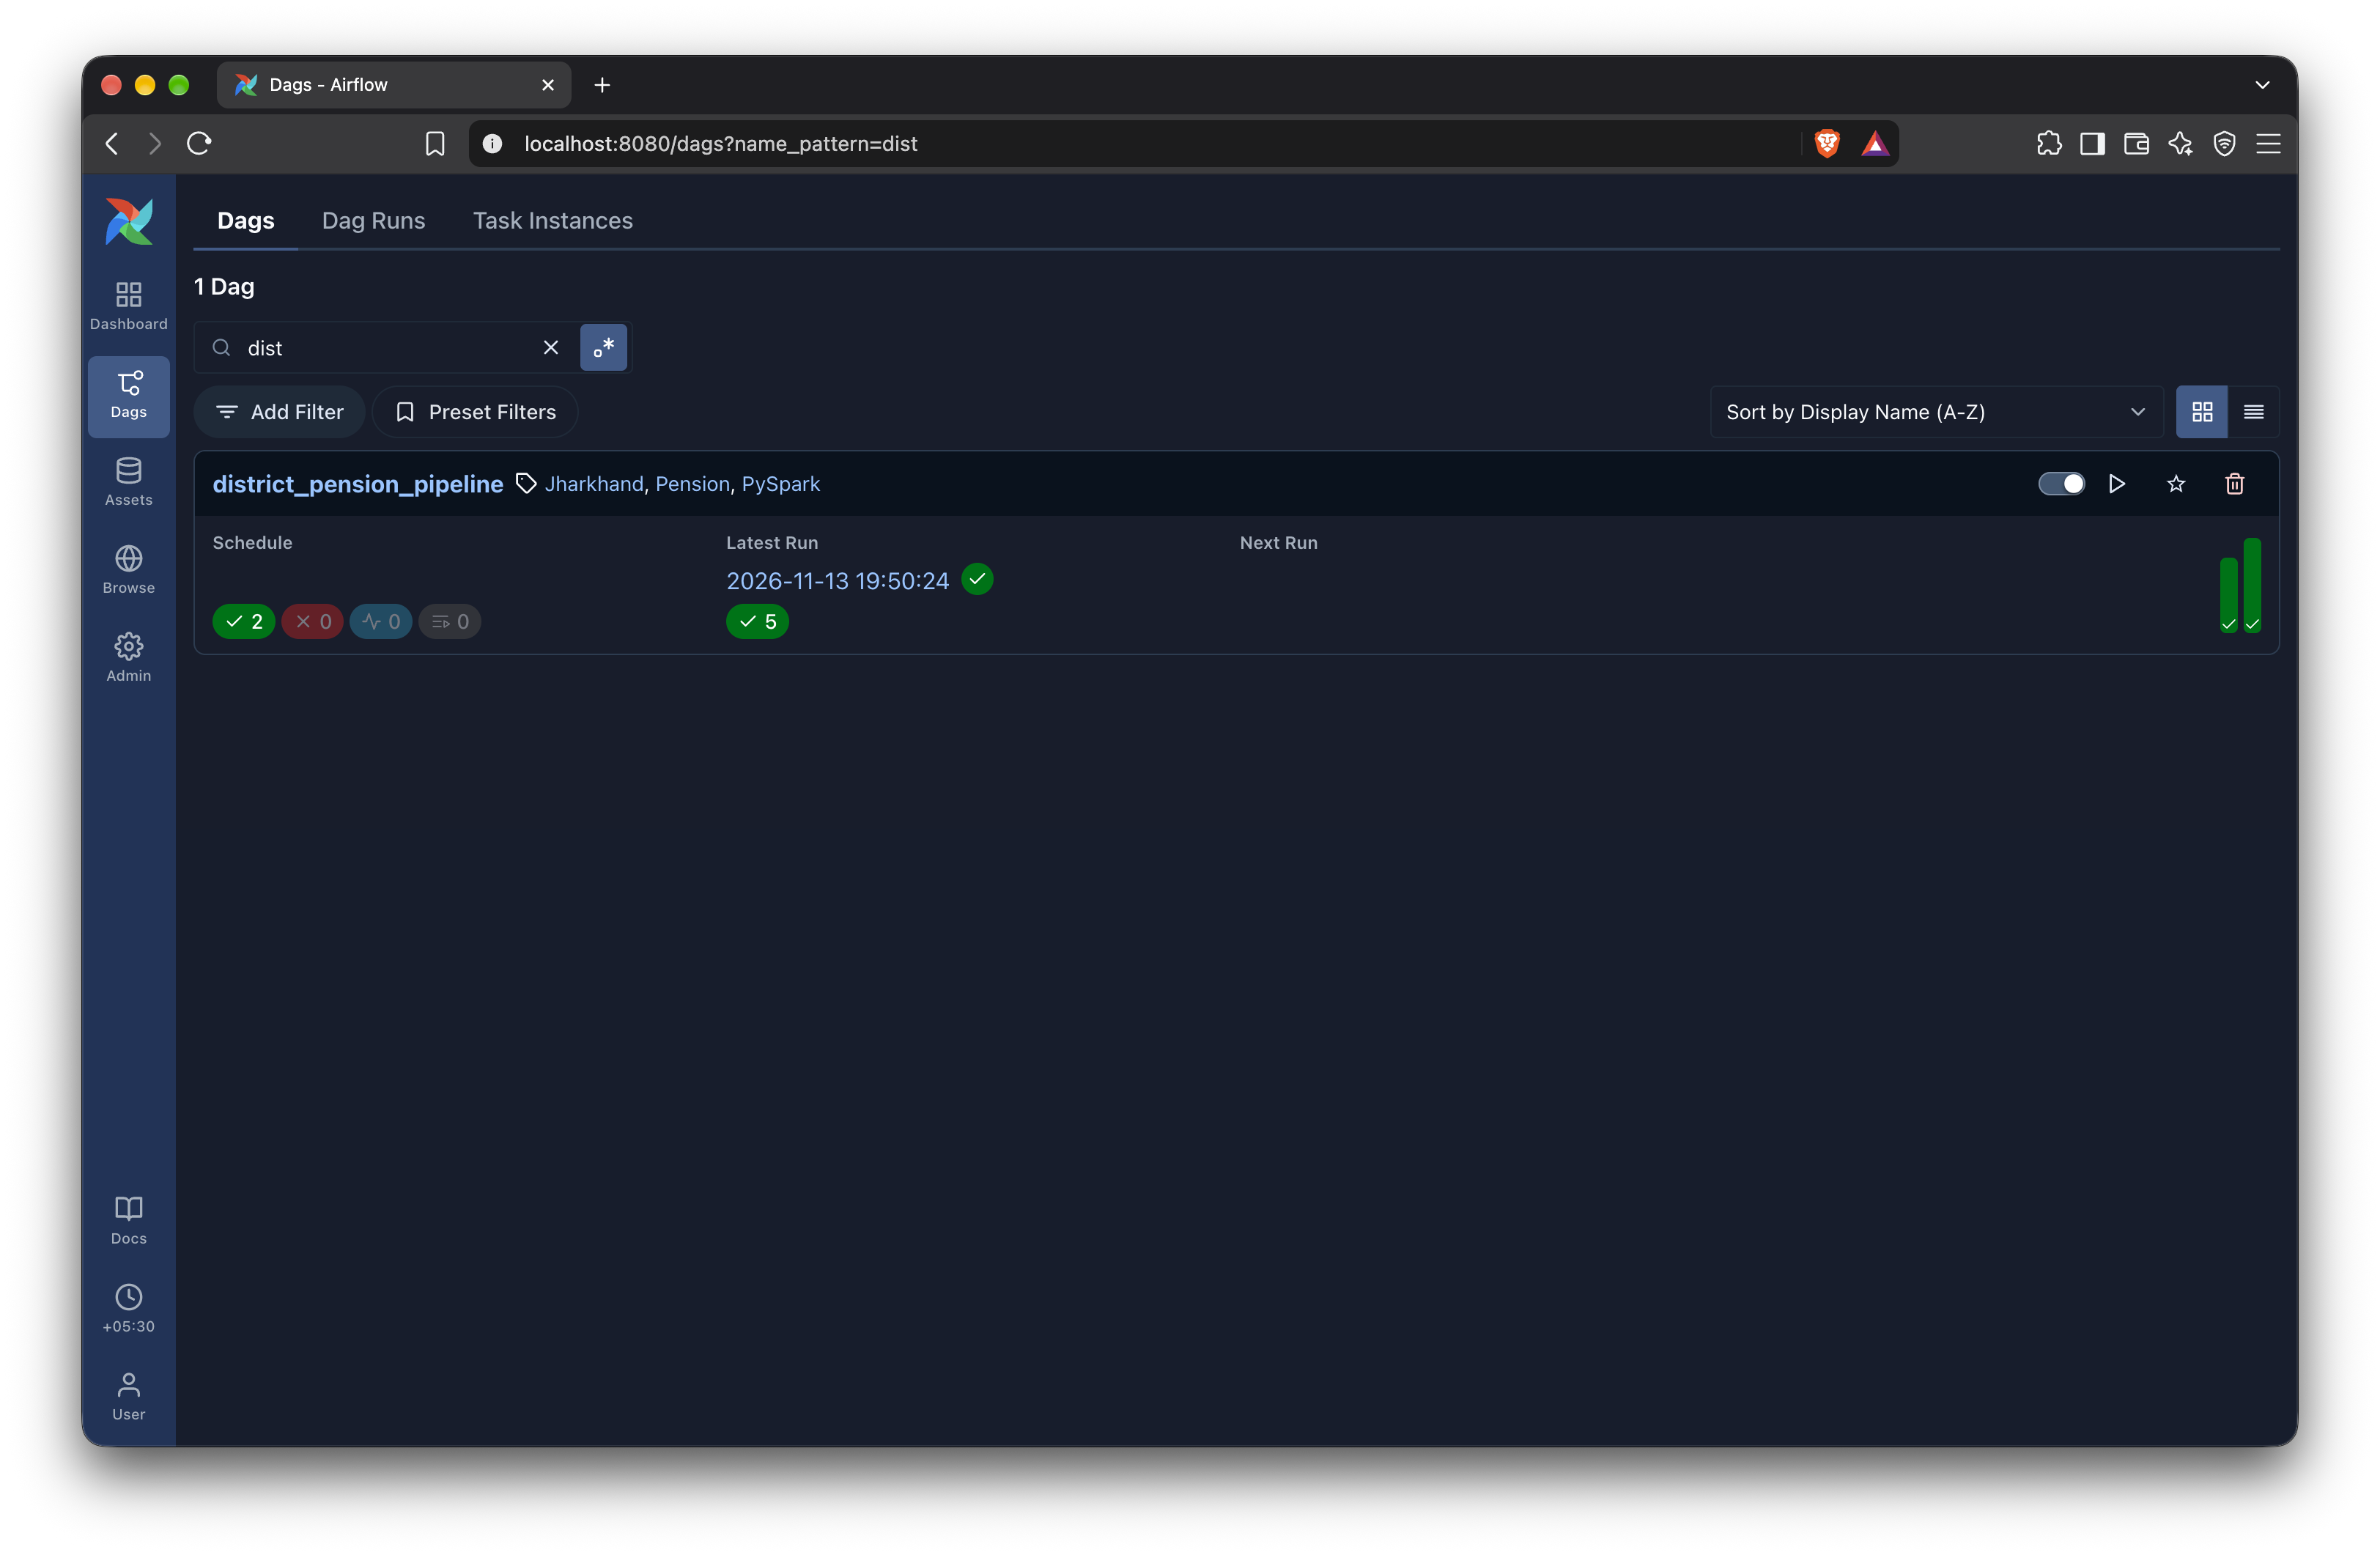 Dags - Airflow
localhost:8080/dags?name_pattern=dist
Dags Dag Runs Task Instances
1 Dag
dist
Add Filter Preset Filters Sort by Display Name (A-Z)
district_pension_pipeline Jharkhand, Pension, PySpark
Schedule Latest Run Next Run
2026-11-13 19:50:24
2 0 0 0 5
Dashboard
Dags
Assets
Browse
Admin
Docs
+05:30
User